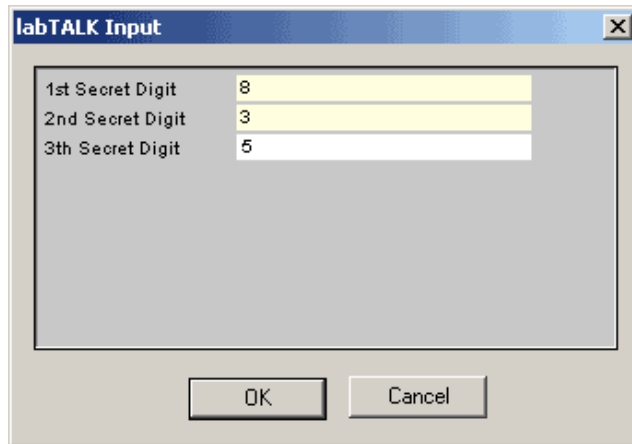 labTALK Input
1st Secret Digit 8
2nd Secret Digit 3
3th Secret Digit 5
OK Cancel